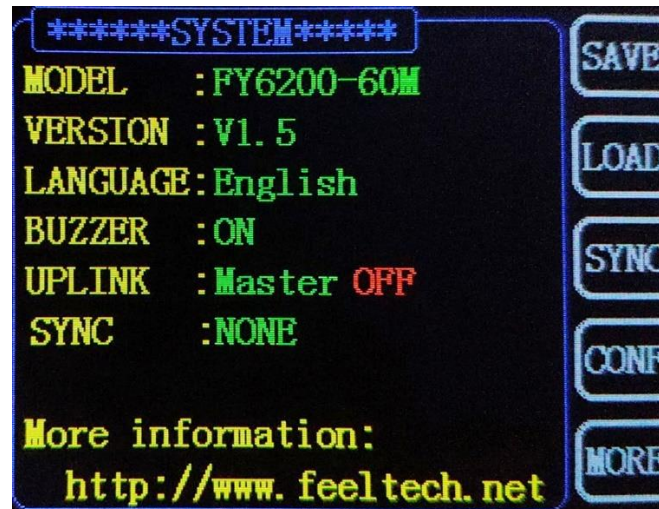 ******SYSTEM*****
MODEL :FY6200-60M
VERSION :V1.5
LANGUAGE:English
BUZZER :ON
UPLINK :Master OFF
SYNC :NONE
More information:
http://www.feeltech.net
SAVE
LOAD
SYNC
CONF
MORE